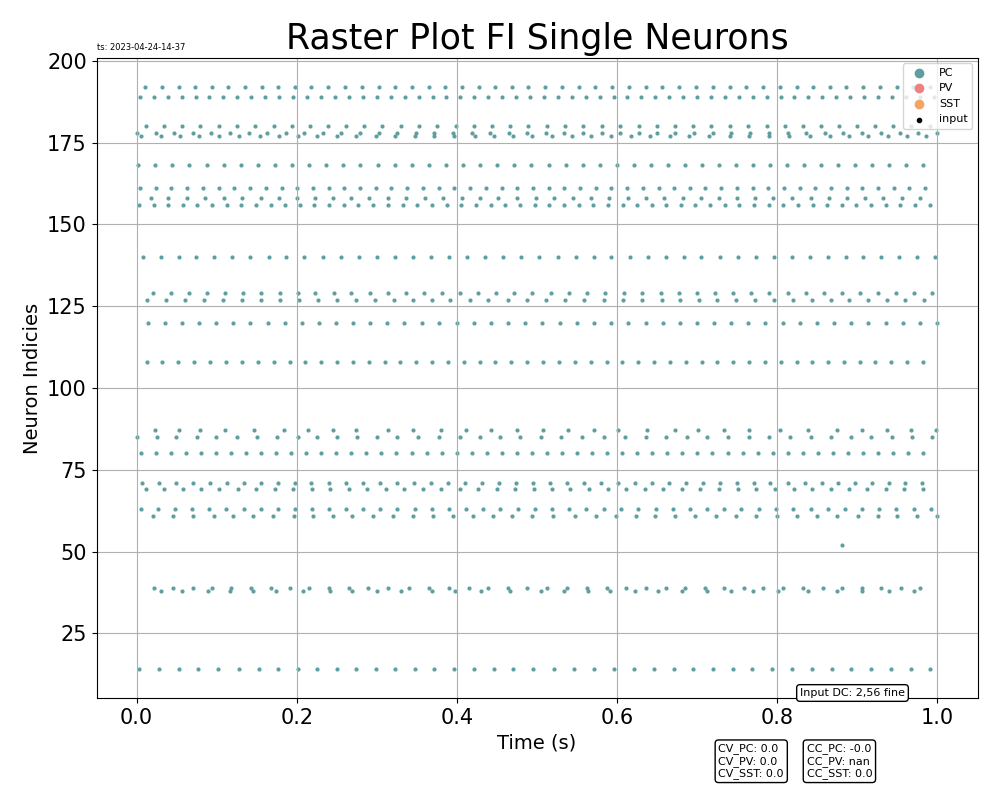 Raster Plot FI Single Neurons
ts: 2023-04-24-14-37
PC
PV
SST
input
200
175
150
125
100
75
50
25
Neuron Indicies
0.0 0.2 0.4 0.6 0.8 1.0
Time (s)
Input DC: 2,56 fine
CV_PC: 0.0
CV_PV: 0.0
CV_SST: 0.0
CC_PC: -0.0
CC_PV: nan
CC_SST: 0.0